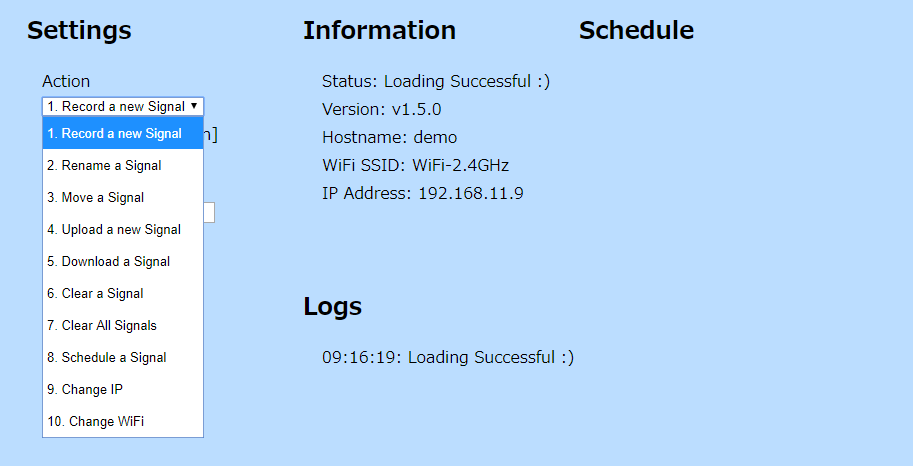 Settings
Action
1. Record a new Signal
1. Record a new Signal
2. Rename a Signal
3. Move a Signal
4. Upload a new Signal
5. Download a Signal
6. Clear a Signal
7. Clear All Signals
8. Schedule a Signal
9. Change IP
10. Change WiFi
Information
Status: Loading Successful :)
Version: v1.5.0
Hostname: demo
WiFi SSID: WiFi-2.4GHz
IP Address: 192.168.11.9
Logs
09:16:19: Loading Successful :)
Schedule